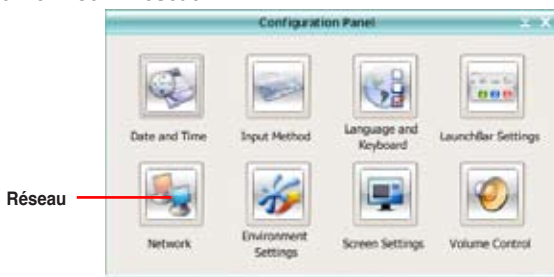 Configuration Panel
Date and Time
Input Method
Language and
Keyboard
LaunchBar Settings
Réseau
Network
Environment
Settings
Screen Settings
Volume Control